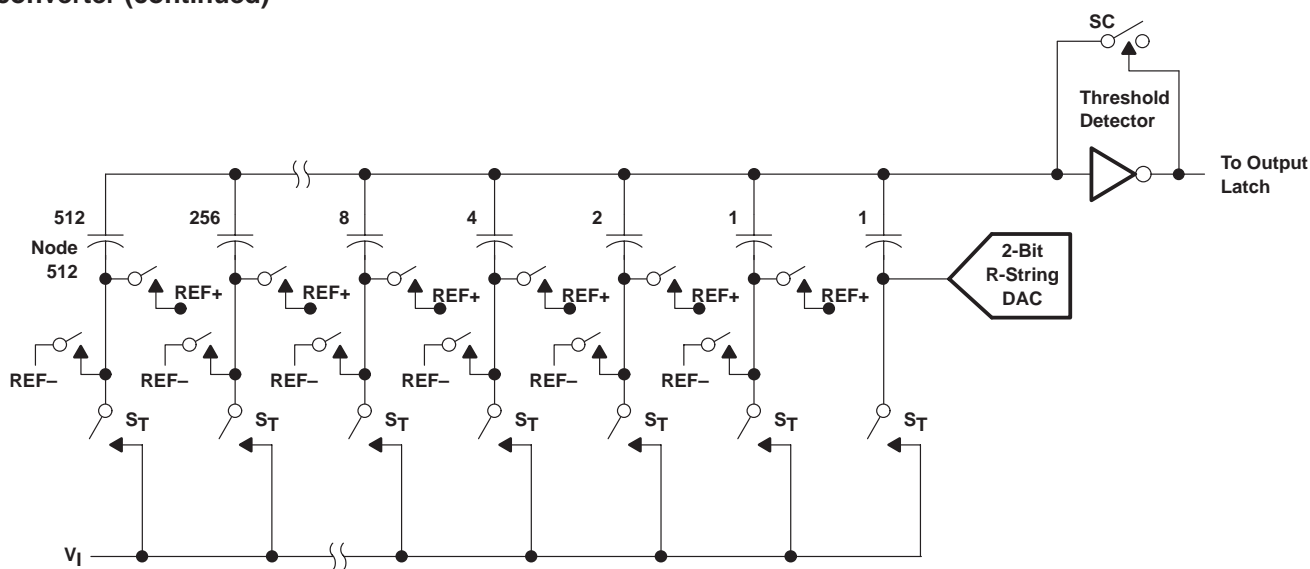 converter (continued)
SC
Threshold
Detector
To Output
Latch
512
256
8
4
2
1
1
Node
512
2-Bit
R-String
DAC
REF+
REF+
REF+
REF+
REF+
REF+
REF–
REF–
REF–
REF–
REF–
REF–
ST
ST
ST
ST
ST
ST
ST
VI